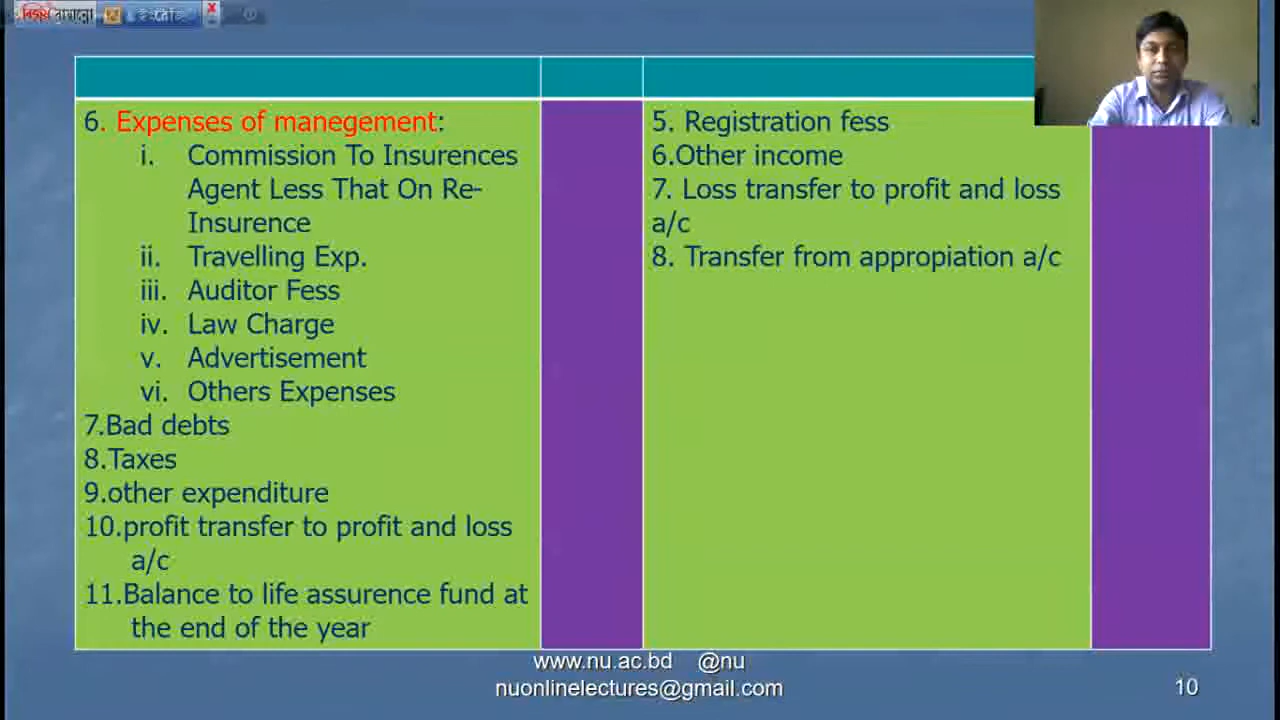 বিজয় বায়ান্নো
6. Expenses of manegement:
i. Commission To Insurences
Agent Less That On Re-
Insurence
ii. Travelling Exp.
iii. Auditor Fess
iv. Law Charge
v. Advertisement
vi. Others Expenses
7.Bad debts
8.Taxes
9.other expenditure
10.profit transfer to profit and loss
a/c
11.Balance to life assurence fund at
the end of the year
5. Registration fess
6.Other income
7. Loss transfer to profit and loss
a/c
8. Transfer from appropiation a/c
www.nu.ac.bd @nu
nuonlinelectures@gmail.com
10